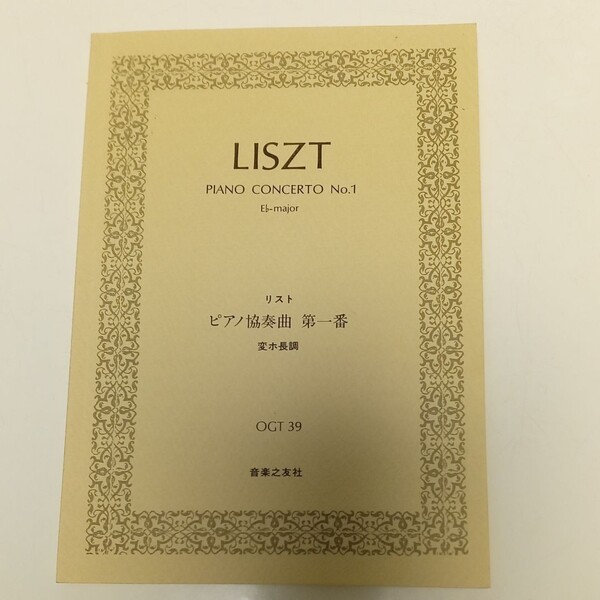 LISZT
PIANO CONCERTO No.1
E♭-major
リスト
ピアノ協奏曲 第一番
変ホ長調
OGT 39
音楽之友社